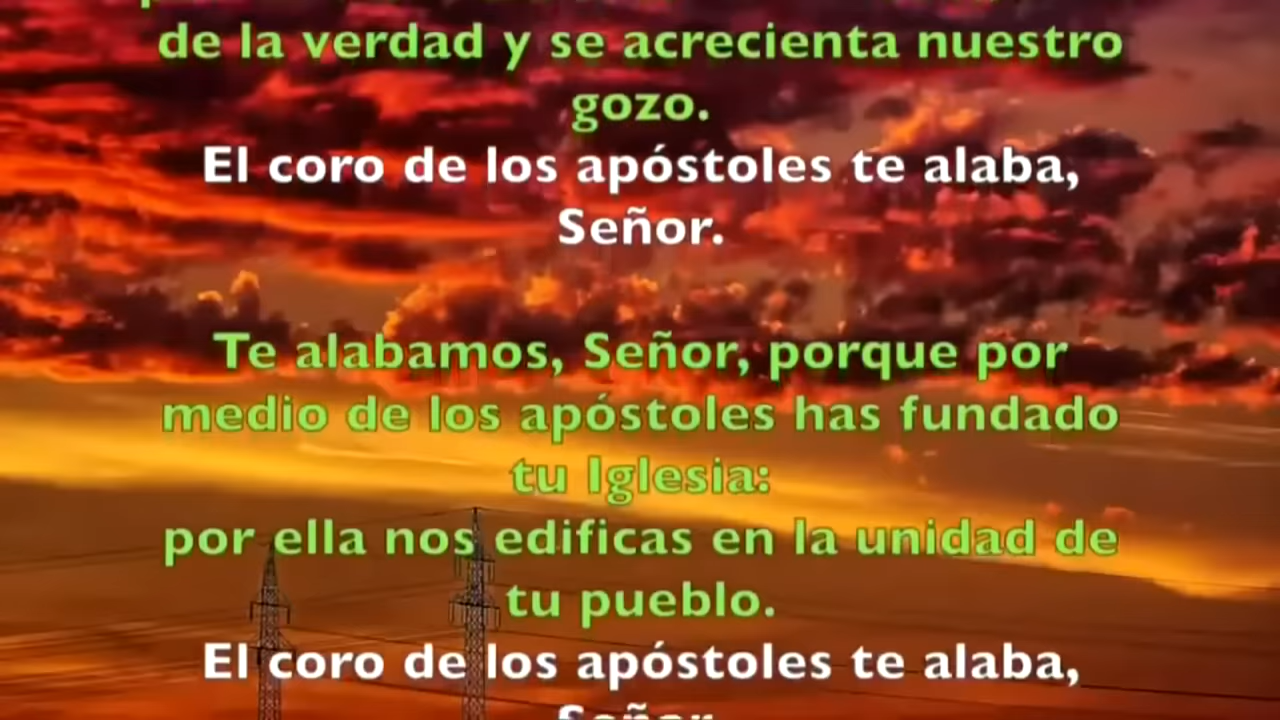 de la verdad y se acrecienta nuestro
gozo.
El coro de los apóstoles te alaba,
Señor.
Te alabamos, Señor, porque por
medio de los apóstoles has fundado
tu Iglesia:
por ella nos edificas en la unidad de
tu pueblo.
El coro de los apóstoles te alaba,
Señor